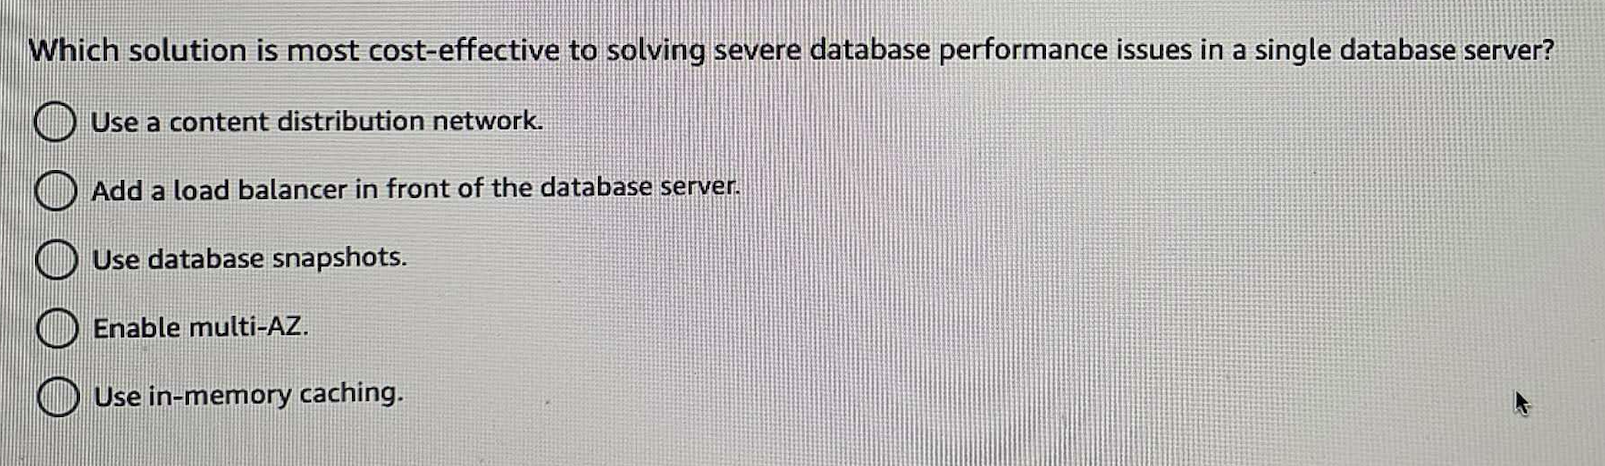 Which solution is most cost-effective to solving severe database performance issues in a single database server?
Use a content distribution network.
Add a load balancer in front of the database server.
Use database snapshots.
Enable multi-AZ.
Use in-memory caching.